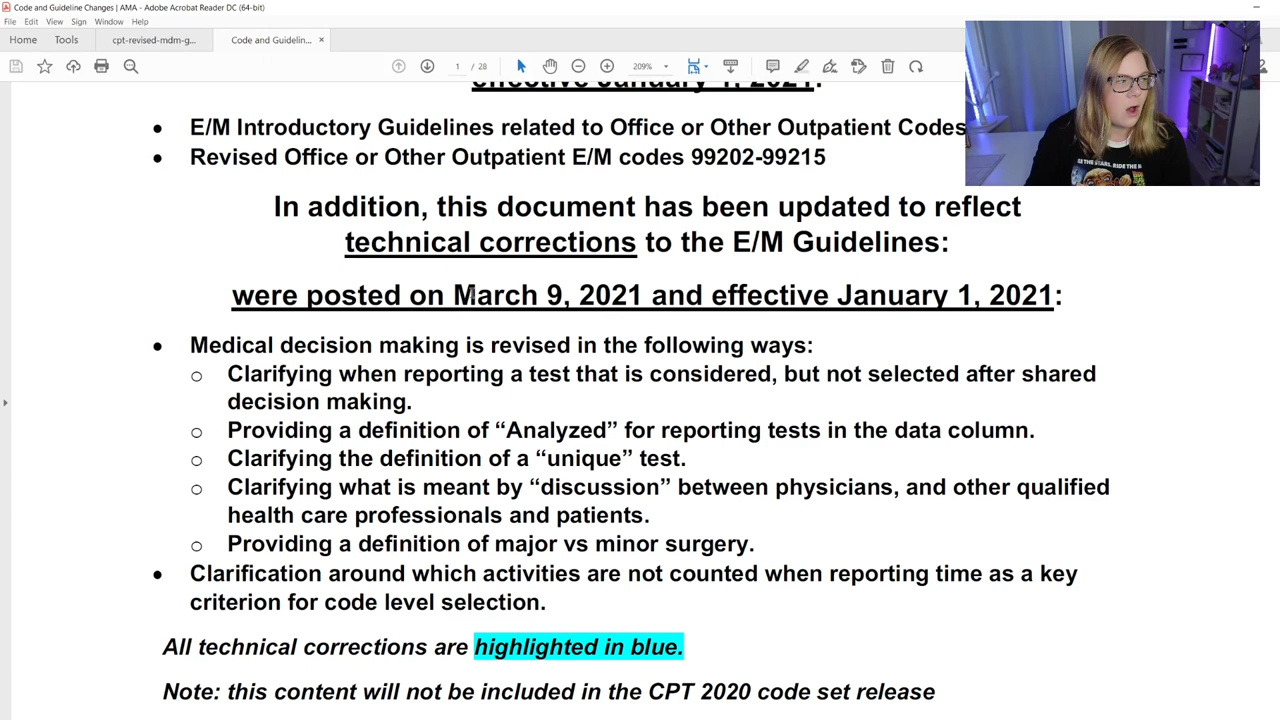 Code and Guideline Changes | AMA - Adobe Acrobat Reader DC (64-bit)
File Edit View Sign Window Help
Home Tools cpt-revised-mdm-g... Code and Guidelin... ×
1 / 28 209%
effective January 1, 2021:
• E/M Introductory Guidelines related to Office or Other Outpatient Codes
• Revised Office or Other Outpatient E/M codes 99202-99215
In addition, this document has been updated to reflect
technical corrections to the E/M Guidelines:
were posted on March 9, 2021 and effective January 1, 2021:
• Medical decision making is revised in the following ways:
o Clarifying when reporting a test that is considered, but not selected after shared
decision making.
o Providing a definition of “Analyzed” for reporting tests in the data column.
o Clarifying the definition of a “unique” test.
o Clarifying what is meant by “discussion” between physicians, and other qualified
health care professionals and patients.
o Providing a definition of major vs minor surgery.
• Clarification around which activities are not counted when reporting time as a key
criterion for code level selection.
All technical corrections are highlighted in blue.
Note: this content will not be included in the CPT 2020 code set release